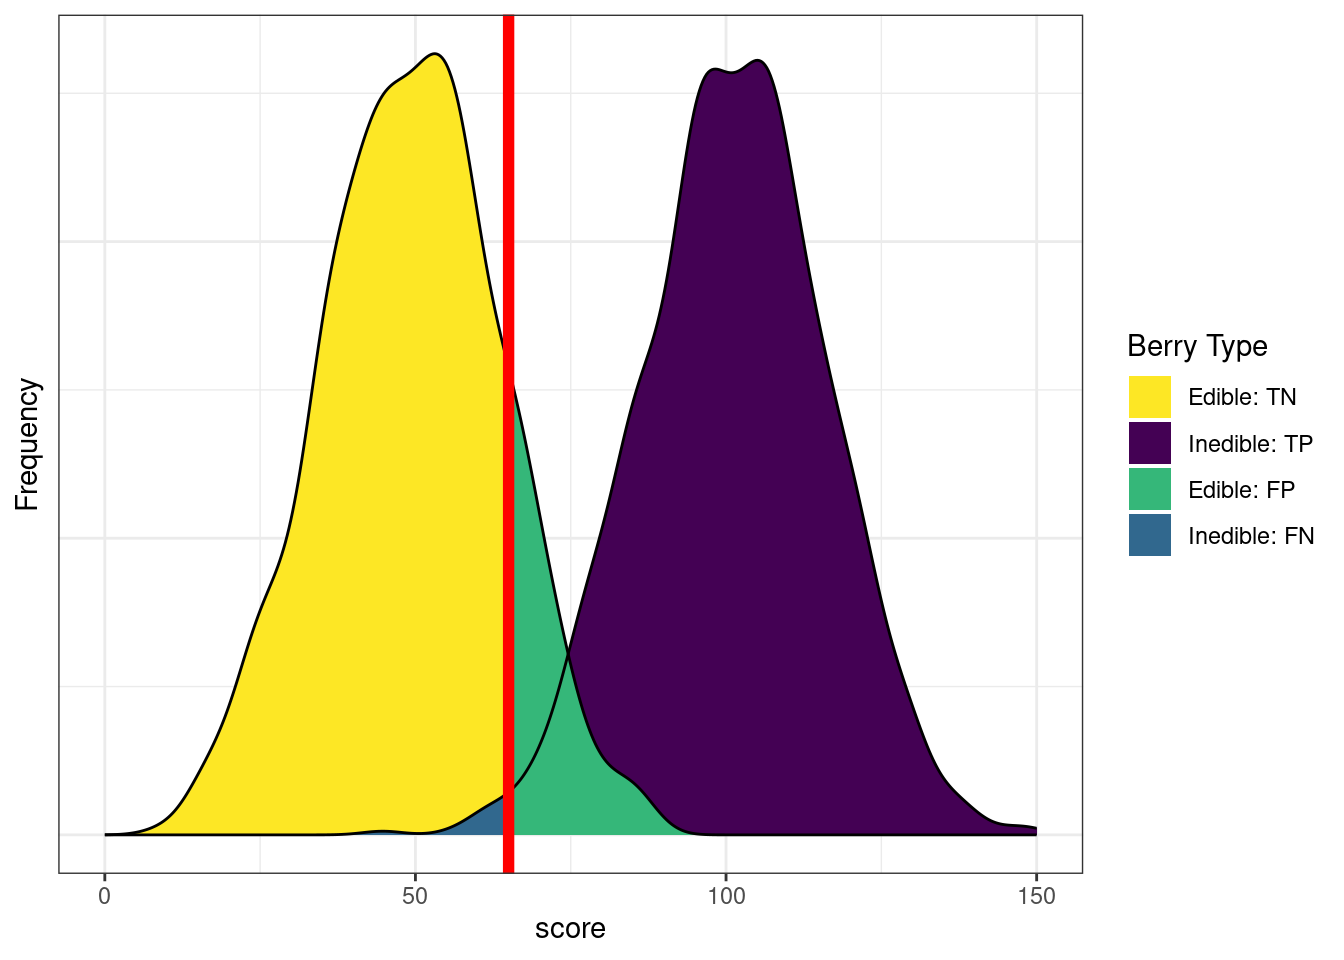 Frequency
0
50
100
150
score
Berry Type
Edible: TN
Inedible: TP
Edible: FP
Inedible: FN